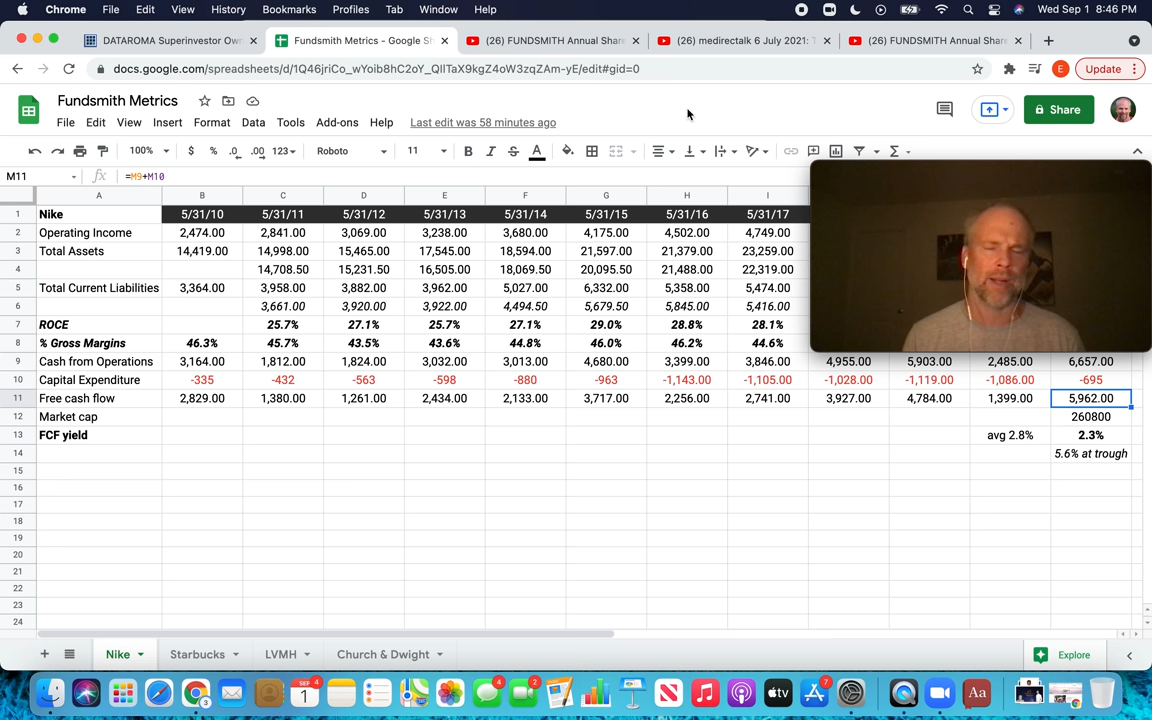 Chrome File Edit View History Bookmarks Profiles Tab Window Help Wed Sep 1 8:46 PM
DATAROMA Superinvestor Own Fundsmith Metrics - Google Sh (26) FUNDSMITH Annual Share (26) medirectalk 6 July 2021: T (26) FUNDSMITH Annual Share
docs.google.com/spreadsheets/d/1Q46jriCo_wYoib8hC2oY_QIlTaX9kgZ4oW3zqZAm-yE/edit#gid=0 E Update
Fundsmith Metrics
File Edit View Insert Format Data Tools Add-ons Help Last edit was 58 minutes ago
Share
100% $ % .0 .00 123 Roboto 11 B I S A
M11 fx =M9+M10
A B C D E F G H I
1 Nike 5/31/10 5/31/11 5/31/12 5/31/13 5/31/14 5/31/15 5/31/16 5/31/17
2 Operating Income 2,474.00 2,841.00 3,069.00 3,238.00 3,680.00 4,175.00 4,502.00 4,749.00
3 Total Assets 14,419.00 14,998.00 15,465.00 17,545.00 18,594.00 21,597.00 21,379.00 23,259.00
4 14,708.50 15,231.50 16,505.00 18,069.50 20,095.50 21,488.00 22,319.00
5 Total Current Liabilities 3,364.00 3,958.00 3,882.00 3,962.00 5,027.00 6,332.00 5,358.00 5,474.00
6 3,661.00 3,920.00 3,922.00 4,494.50 5,679.50 5,845.00 5,416.00
7 ROCE 25.7% 27.1% 25.7% 27.1% 29.0% 28.8% 28.1%
8 % Gross Margins 46.3% 45.7% 43.5% 43.6% 44.8% 46.0% 46.2% 44.6%
9 Cash from Operations 3,164.00 1,812.00 1,824.00 3,032.00 3,013.00 4,680.00 3,399.00 3,846.00 4,955.00 5,903.00 2,485.00 6,657.00
10 Capital Expenditure -335 -432 -563 -598 -880 -963 -1,143.00 -1,105.00 -1,028.00 -1,119.00 -1,086.00 -695
11 Free cash flow 2,829.00 1,380.00 1,261.00 2,434.00 2,133.00 3,717.00 2,256.00 2,741.00 3,927.00 4,784.00 1,399.00 5,962.00
12 Market cap 260800
13 FCF yield avg 2.8% 2.3%
14 5.6% at trough
15
16
17
18
19
20
21
22
23
24
Nike Starbucks LVMH Church & Dwight Explore
SEP 1 4 3 4 2 7 tv Aa